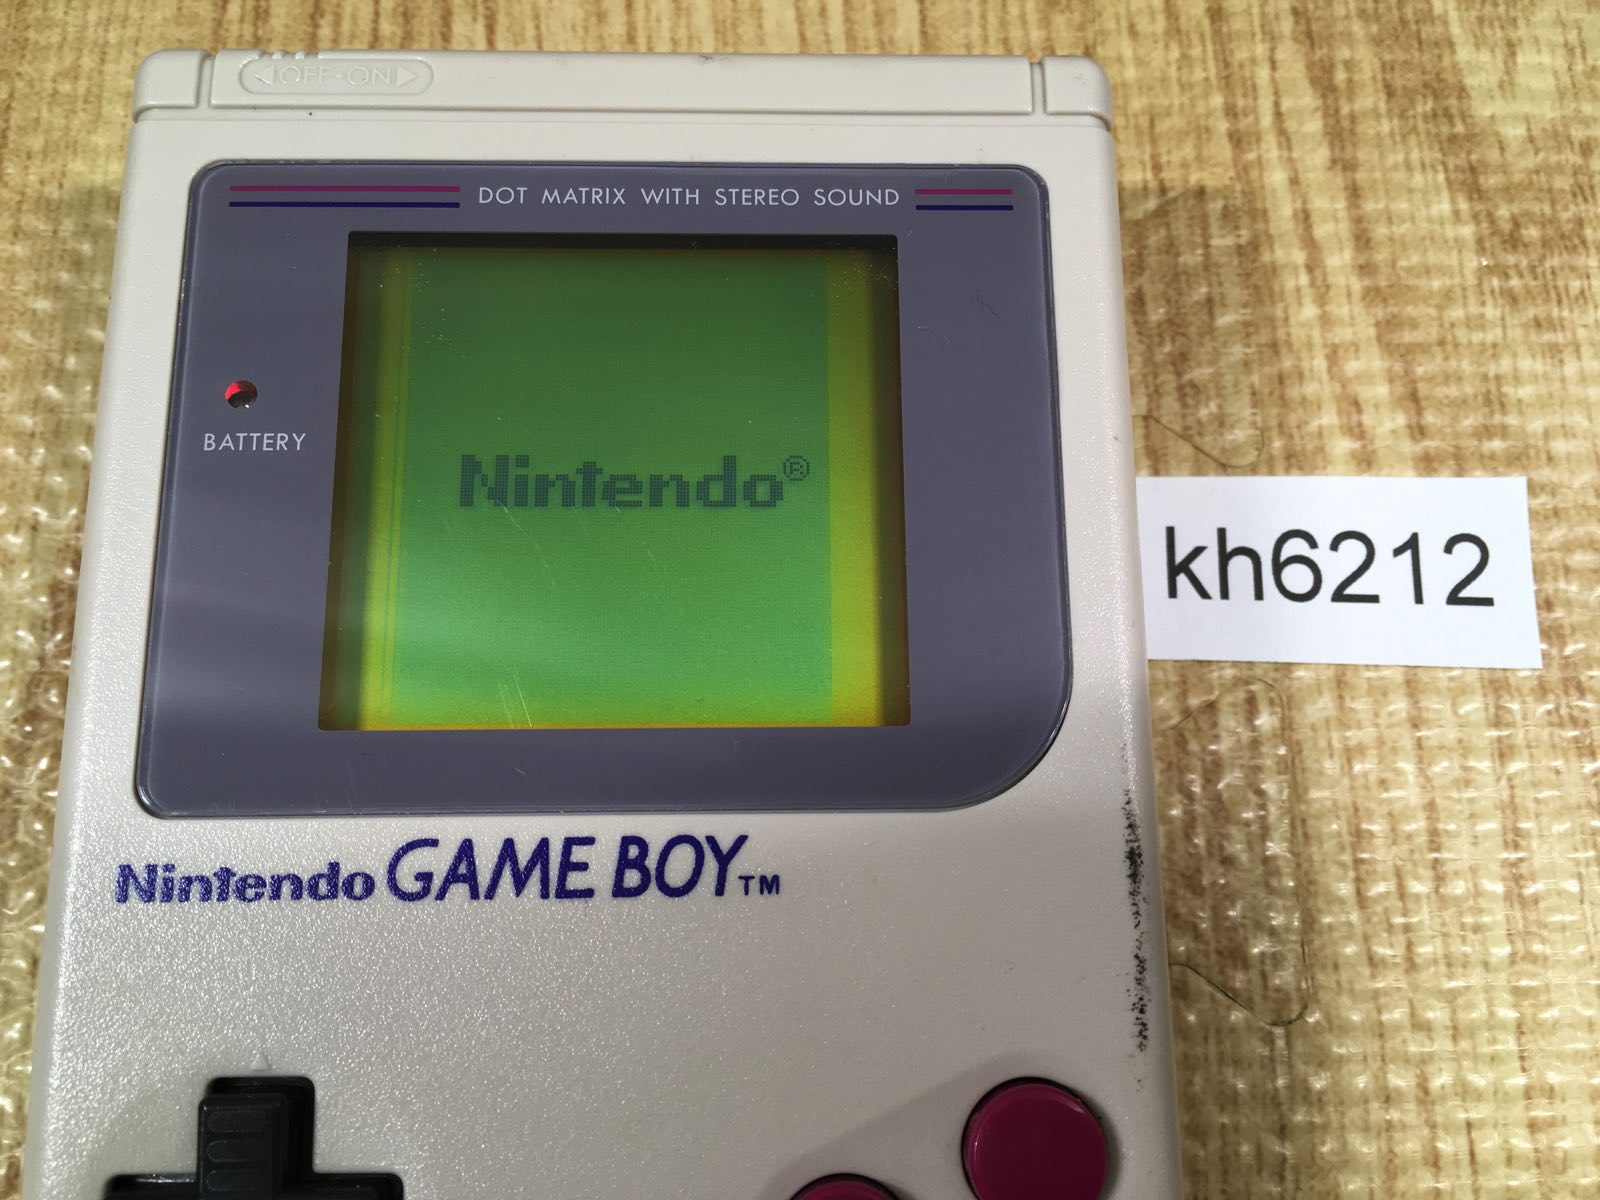 OFF•ON
DOT MATRIX WITH STEREO SOUND
BATTERY
Nintendo®
kh6212
Nintendo GAME BOY™